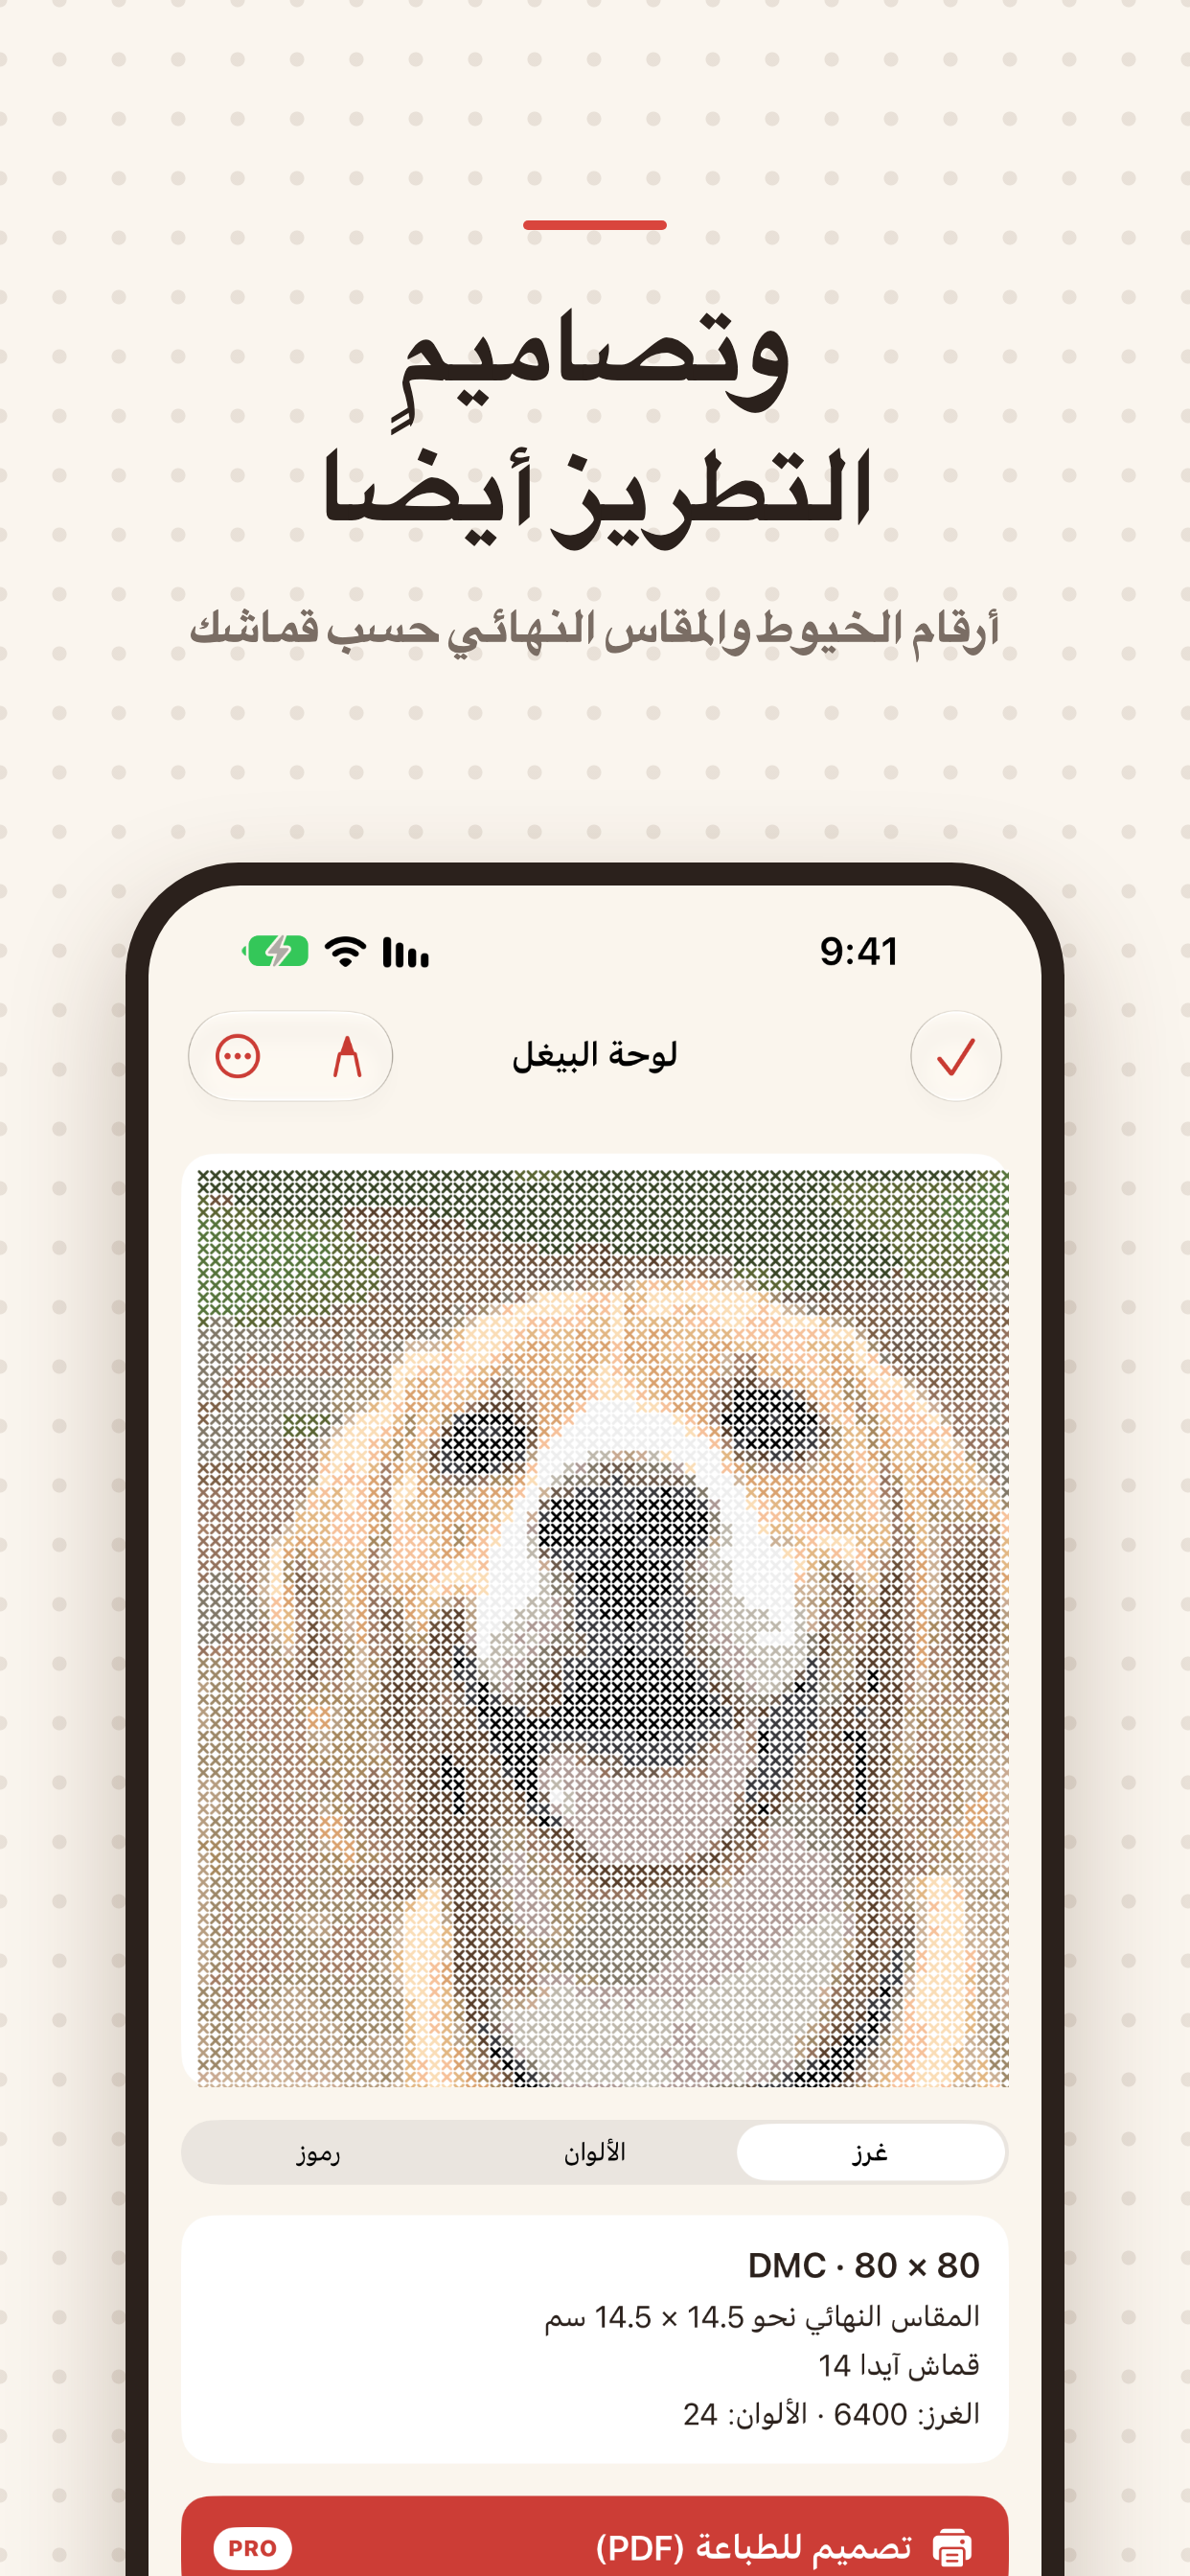 وتصاميمٍ
التطريز أيضا
أرقام الخيوط والمقاس النهائي حسب قماشك
9:41
لوحة البيغل
غرز
الألوان
رموز
DMC · 80 × 80
المقاس النهائي نحو 14.5 × 14.5 سم
قماش آيدا 14
الغرز: 6400 · الألوان: 24
تصميم للطباعة (PDF)
PRO